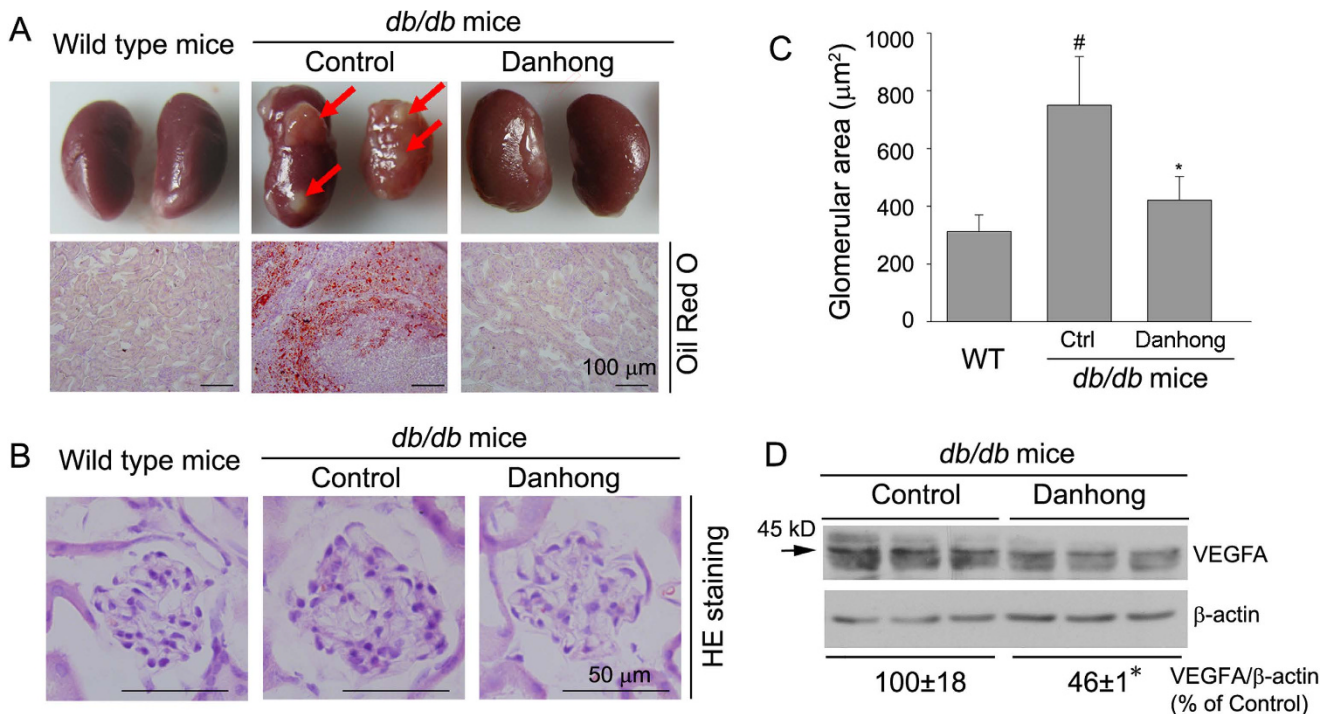 A
Wild type mice
db/db mice
Control
Danhong
Oil Red O
100 μm
B
Wild type mice
db/db mice
Control
Danhong
HE staining
50 μm
C
Glomerular area (μm²)
1000
800
600
400
200
0
#
*
WT
Ctrl
Danhong
db/db mice
D
db/db mice
Control
Danhong
45 kD
VEGFA
β-actin
100±18
46±1*
VEGFA/β-actin
(% of Control)